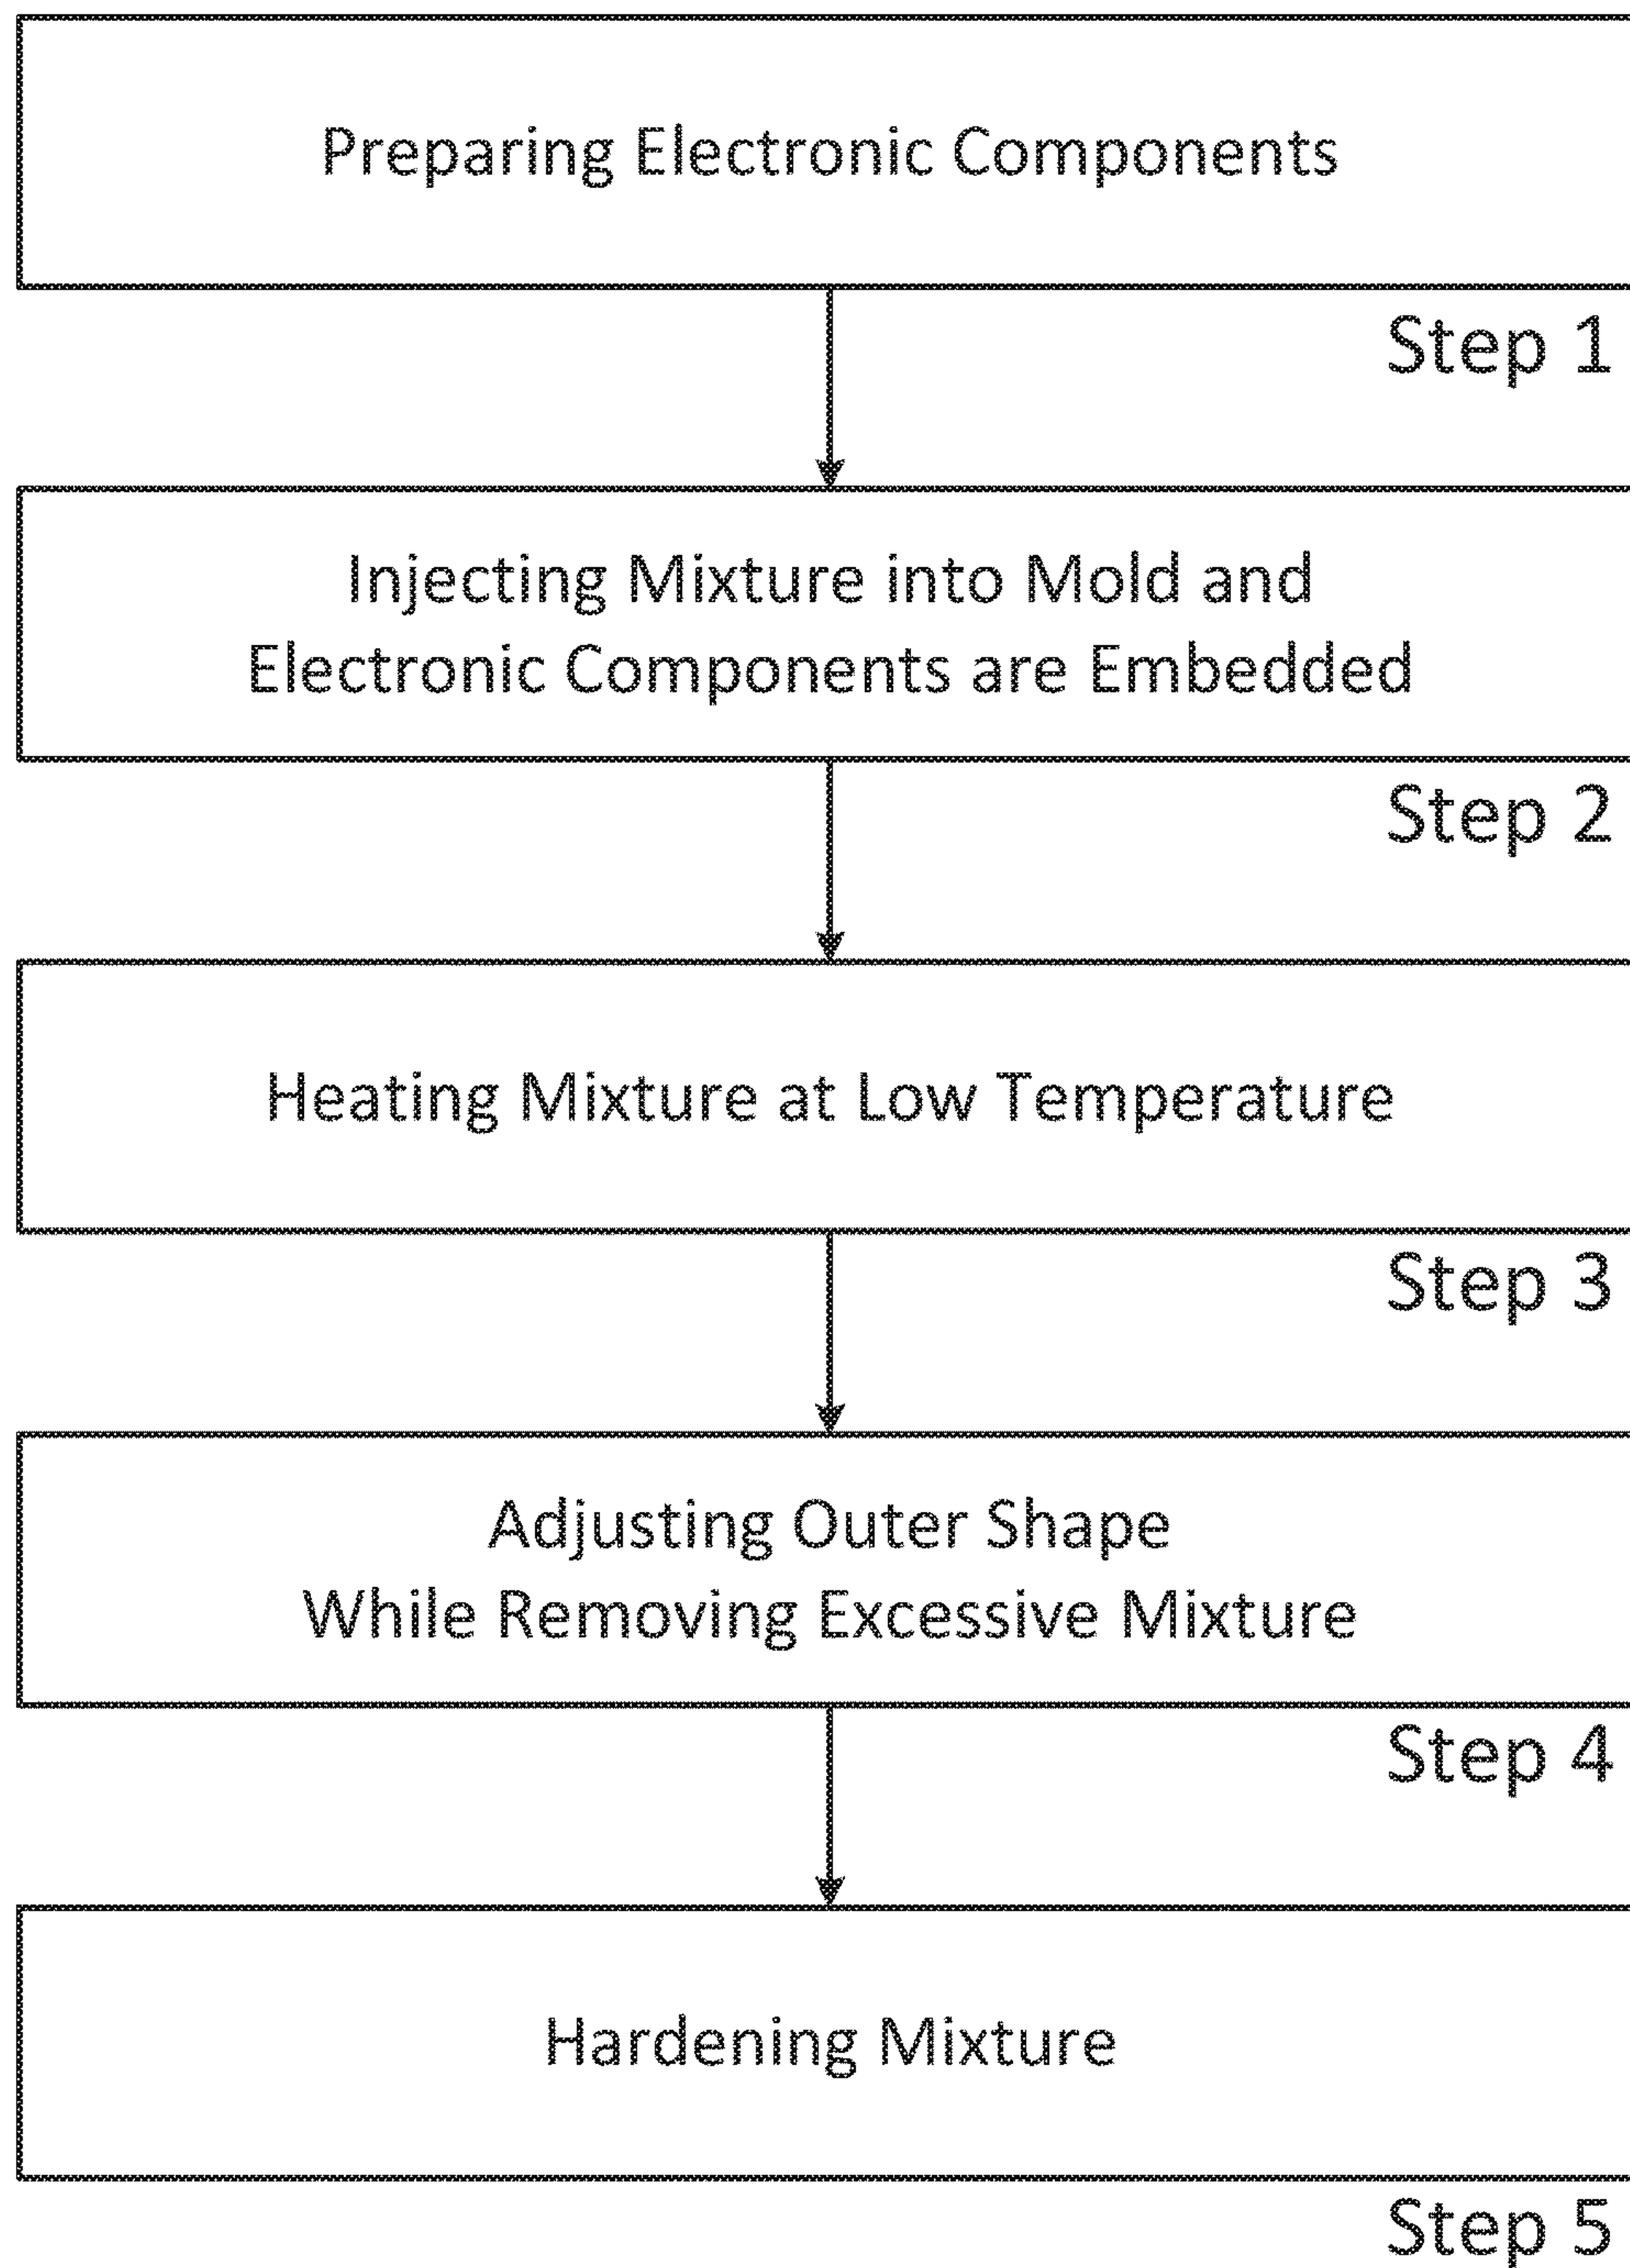 Preparing Electronic Components
Step 1
Injecting Mixture into Mold and
Electronic Components are Embedded
Step 2
Heating Mixture at Low Temperature
Step 3
Adjusting Outer Shape
While Removing Excessive Mixture
Step 4
Hardening Mixture
Step 5